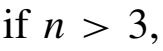 if n > 3,